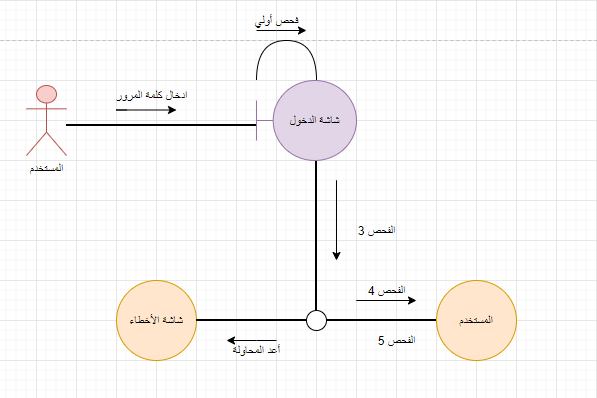 فحص أولي
ادخال كلمة المرور
شاشة الدخول
المستخدم
الفحص 3
الفحص 4
شاشة الأخطاء
المستخدم
الفحص 5
أعد المحاولة